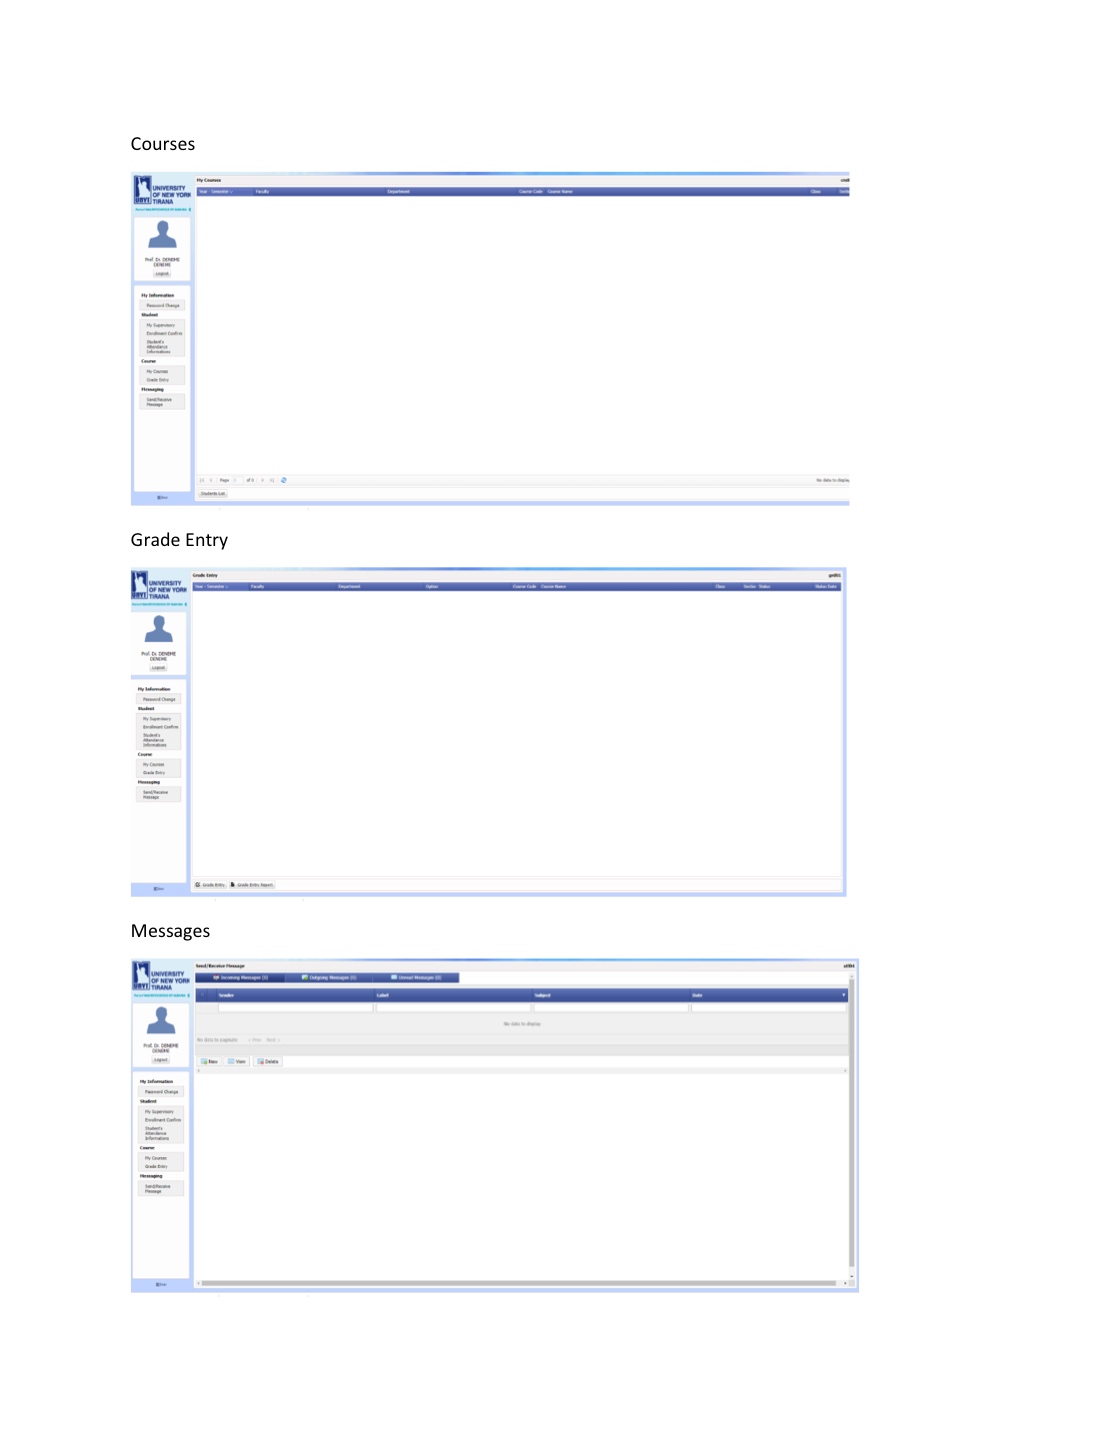 Courses
UNIVERSITY
OF NEW YORK
UNYT TIRANA
My Courses
Year - Semester Faculty Department Course Code Course Name Class
Prof. Dr. DENEME
DENEME
Logout
My Information
Password Change
Student
My Supervisory
Enrollment Confirm
Student's
Attendance
Informations
Course
My Courses
Grade Entry
Messaging
Send/Receive
Message
Page of 0
No data to display
Students List
Grade Entry
UNIVERSITY
OF NEW YORK
UNYT TIRANA
Grade Entry
Year - Semester Faculty Department Option Course Code Course Name Class Section Status Status Date
Prof. Dr. DENEME
DENEME
Logout
My Information
Password Change
Student
My Supervisory
Enrollment Confirm
Student's
Attendance
Informations
Course
My Courses
Grade Entry
Messaging
Send/Receive
Message
Grade Entry Grade Entry Report
Messages
UNIVERSITY
OF NEW YORK
UNYT TIRANA
Send/Receive Message
Incoming Messages (0) Outgoing Messages (0) Unread Messages (0)
Sender Label Subject Date
No data to display
No data to paginate < Prev Next >
New View Delete
Prof. Dr. DENEME
DENEME
Logout
My Information
Password Change
Student
My Supervisory
Enrollment Confirm
Student's
Attendance
Informations
Course
My Courses
Grade Entry
Messaging
Send/Receive
Message